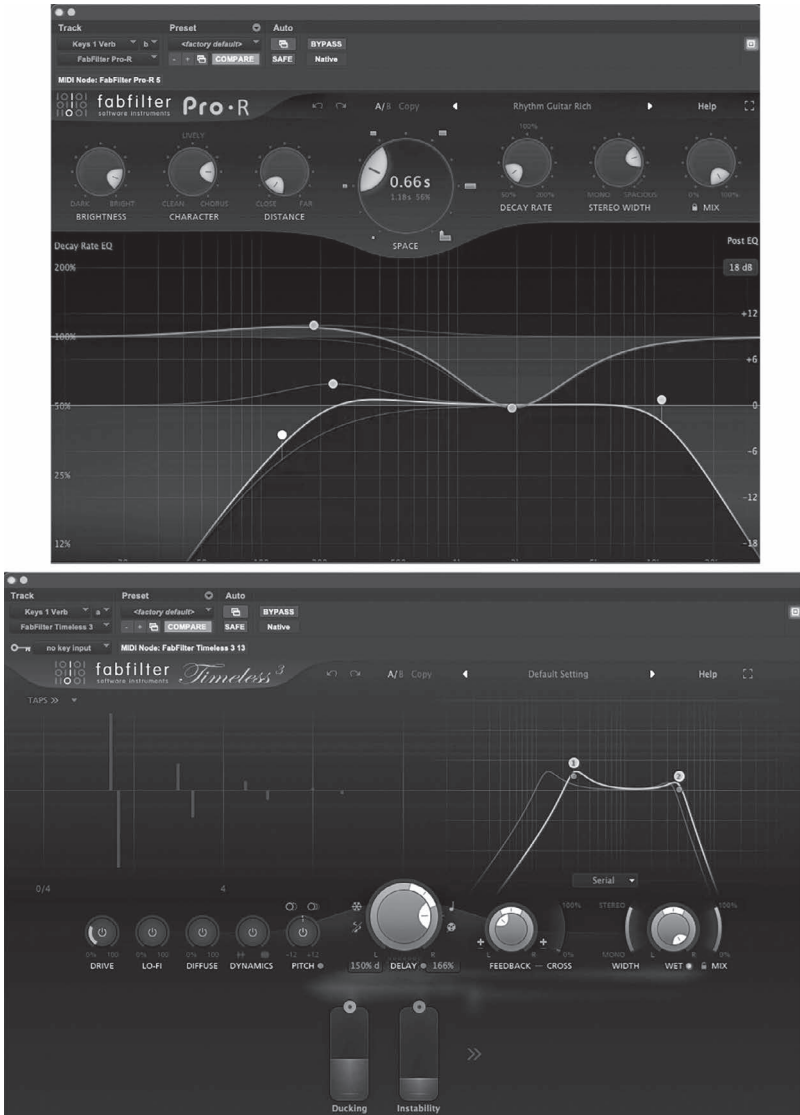 Track Preset Auto
Keys 1 Verb b <factory default> BYPASS
FabFilter Pro-R - + COMPARE SAFE Native
MIDI Node: FabFilter Pro-R 5
fabfilter Pro·R
software instruments
A/B Copy Rhythm Guitar Rich Help
LIVELY 100%
0.66s
1.18s 56%
DARK BRIGHT CLEAN CHORUS CLOSE FAR 50% 200% MONO SPACIOUS 0% 100%
BRIGHTNESS CHARACTER DISTANCE DECAY RATE STEREO WIDTH MIX
SPACE
Decay Rate EQ Post EQ
200% 18 dB
+12
100%
+6
50% 0
-6
25%
-12
12% -18
Track Preset Auto
Keys 1 Verb a <factory default> BYPASS
FabFilter Timeless 3 - + COMPARE SAFE Native
no key input MIDI Node: FabFilter Timeless 3 13
fabfilter Timeless 3
software instruments
A/B Copy Default Setting Help
TAPS >>
1 2
Serial
0/4 4
100% STEREO 100%
0% 100 0% 100 0% 100 -12 +12 L R L R 0% MONO L R 0%
DRIVE LO-FI DIFFUSE DYNAMICS PITCH 150% d DELAY 166% FEEDBACK — CROSS WIDTH WET MIX
Ducking Instability